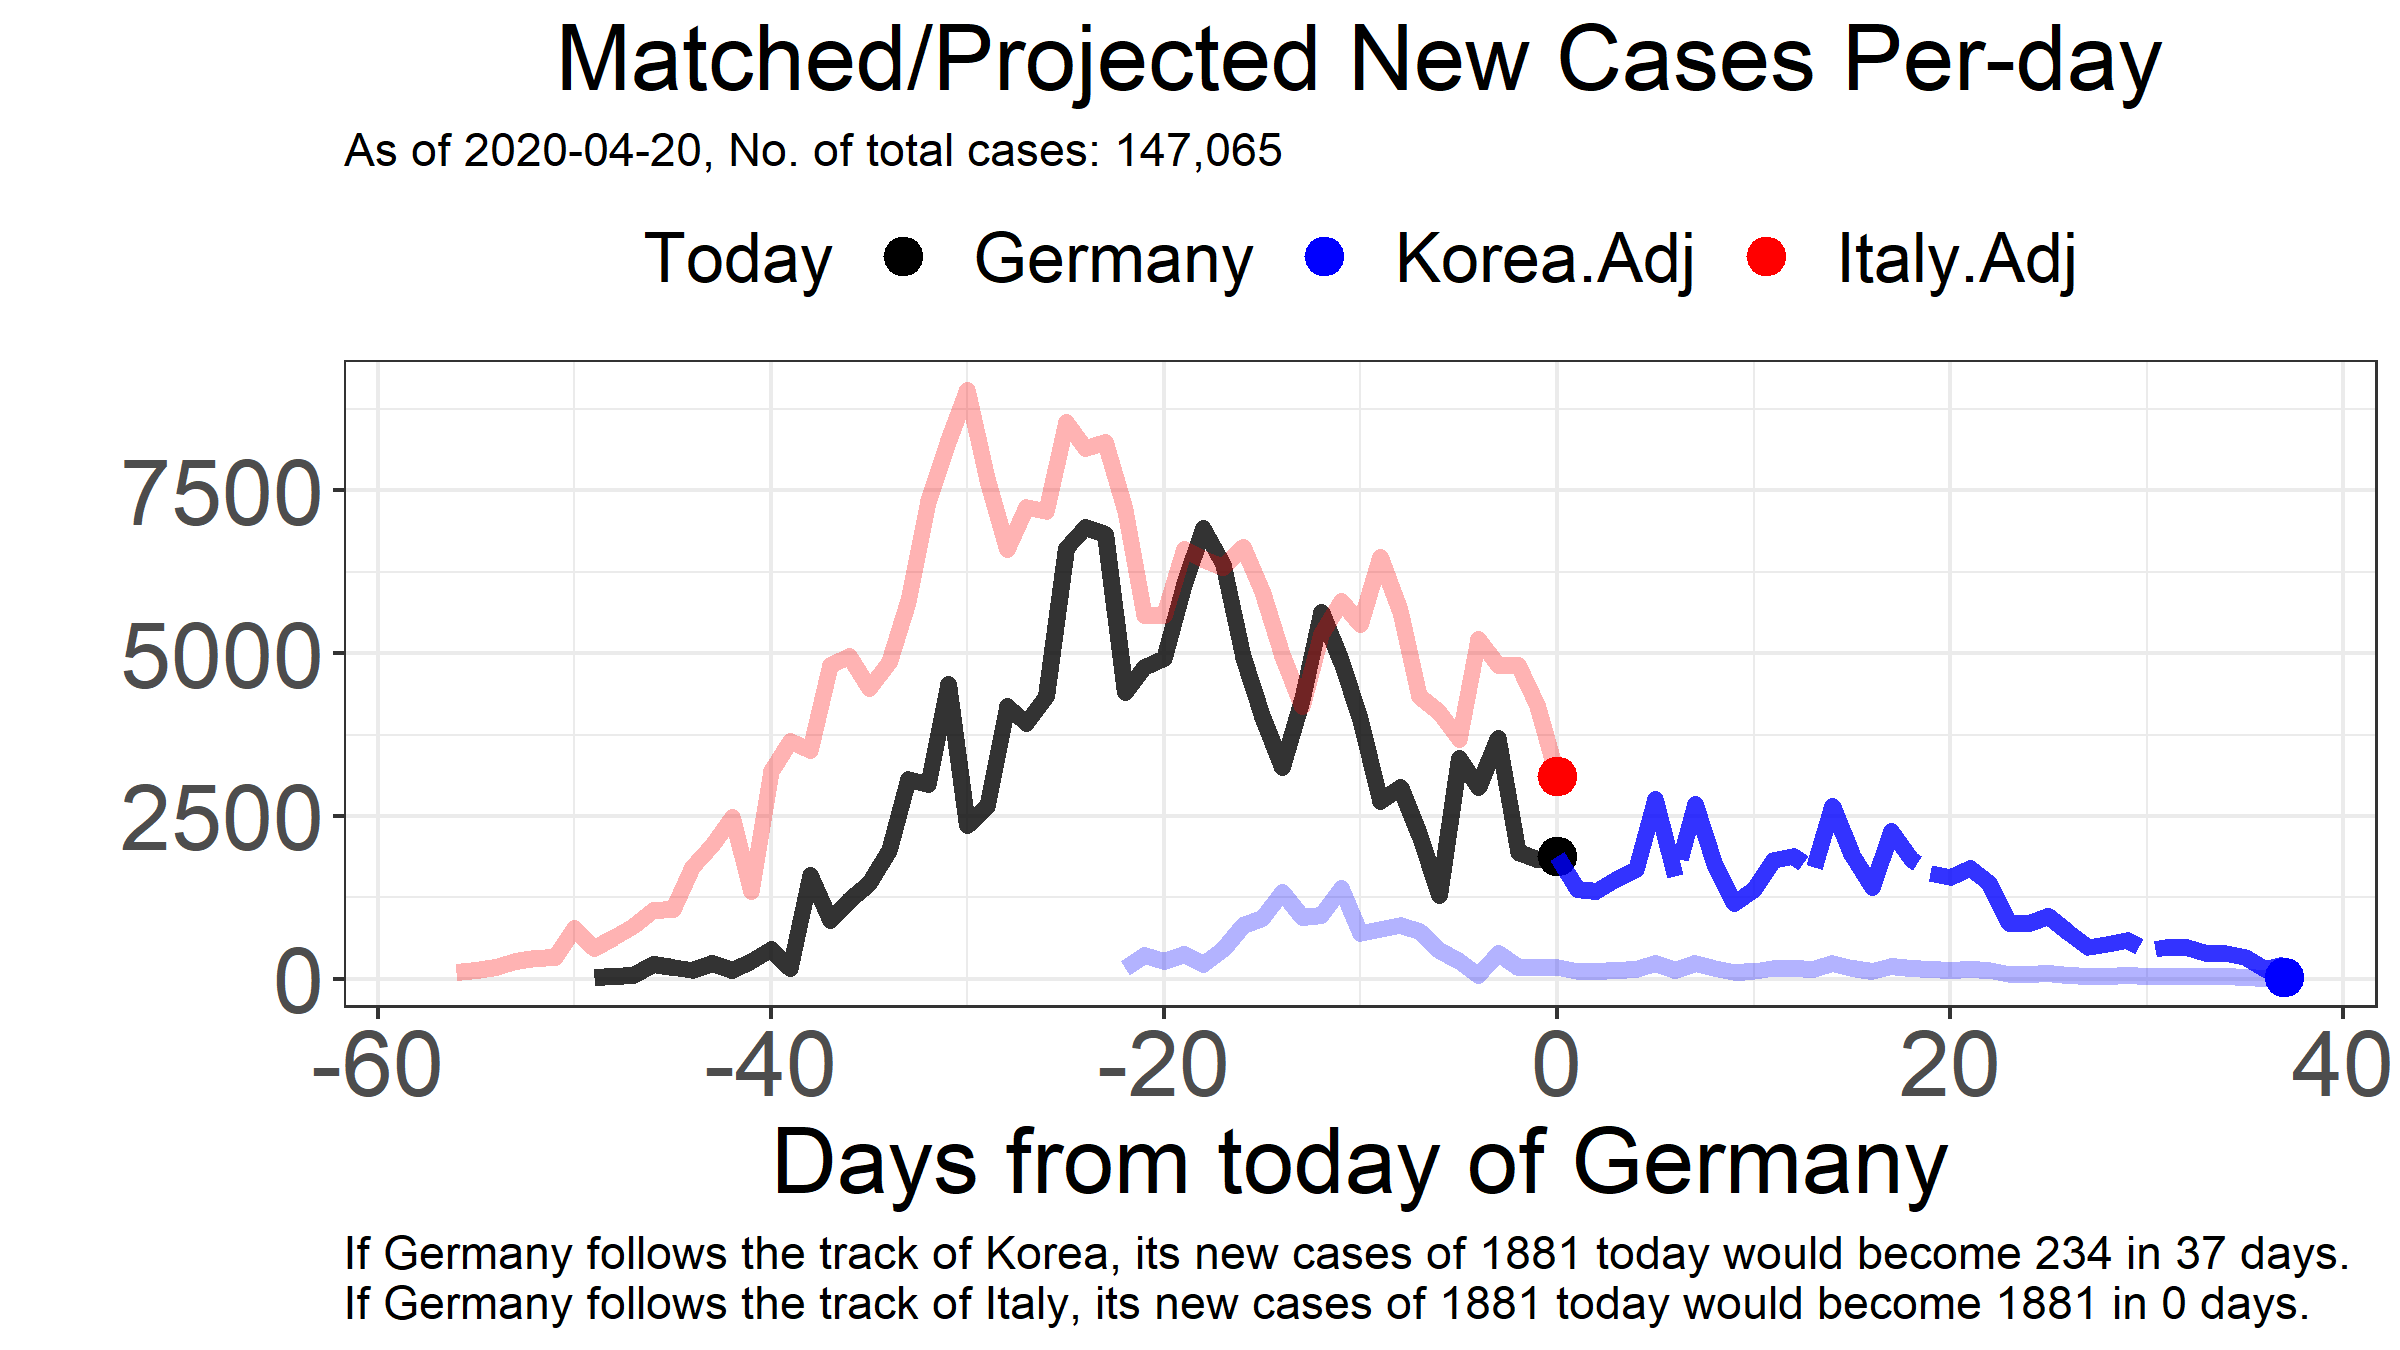 Matched/Projected New Cases Per-day
As of 2020-04-20, No. of total cases: 147,065
Today Germany Korea.Adj Italy.Adj
7500
5000
2500
0
-60 -40 -20 0 20 40
Days from today of Germany
If Germany follows the track of Korea, its new cases of 1881 today would become 234 in 37 days.
If Germany follows the track of Italy, its new cases of 1881 today would become 1881 in 0 days.